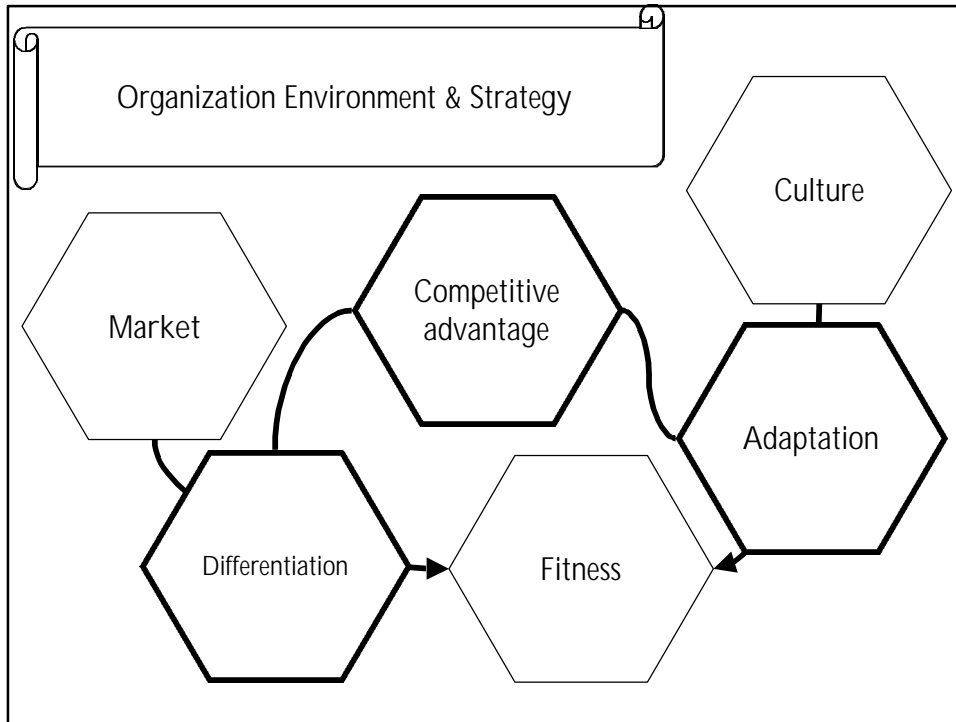 Organization Environment & Strategy
Culture
Market
Competitive
advantage
Adaptation
Differentiation
Fitness